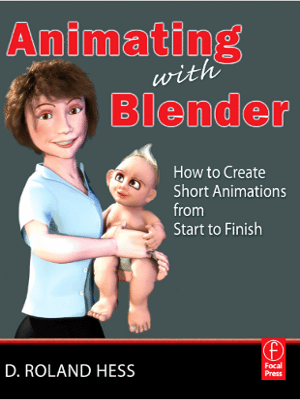 Animating
with
Blender
How to Create
Short Animations
from
Start to Finish
D. ROLAND HESS
Focal
Press